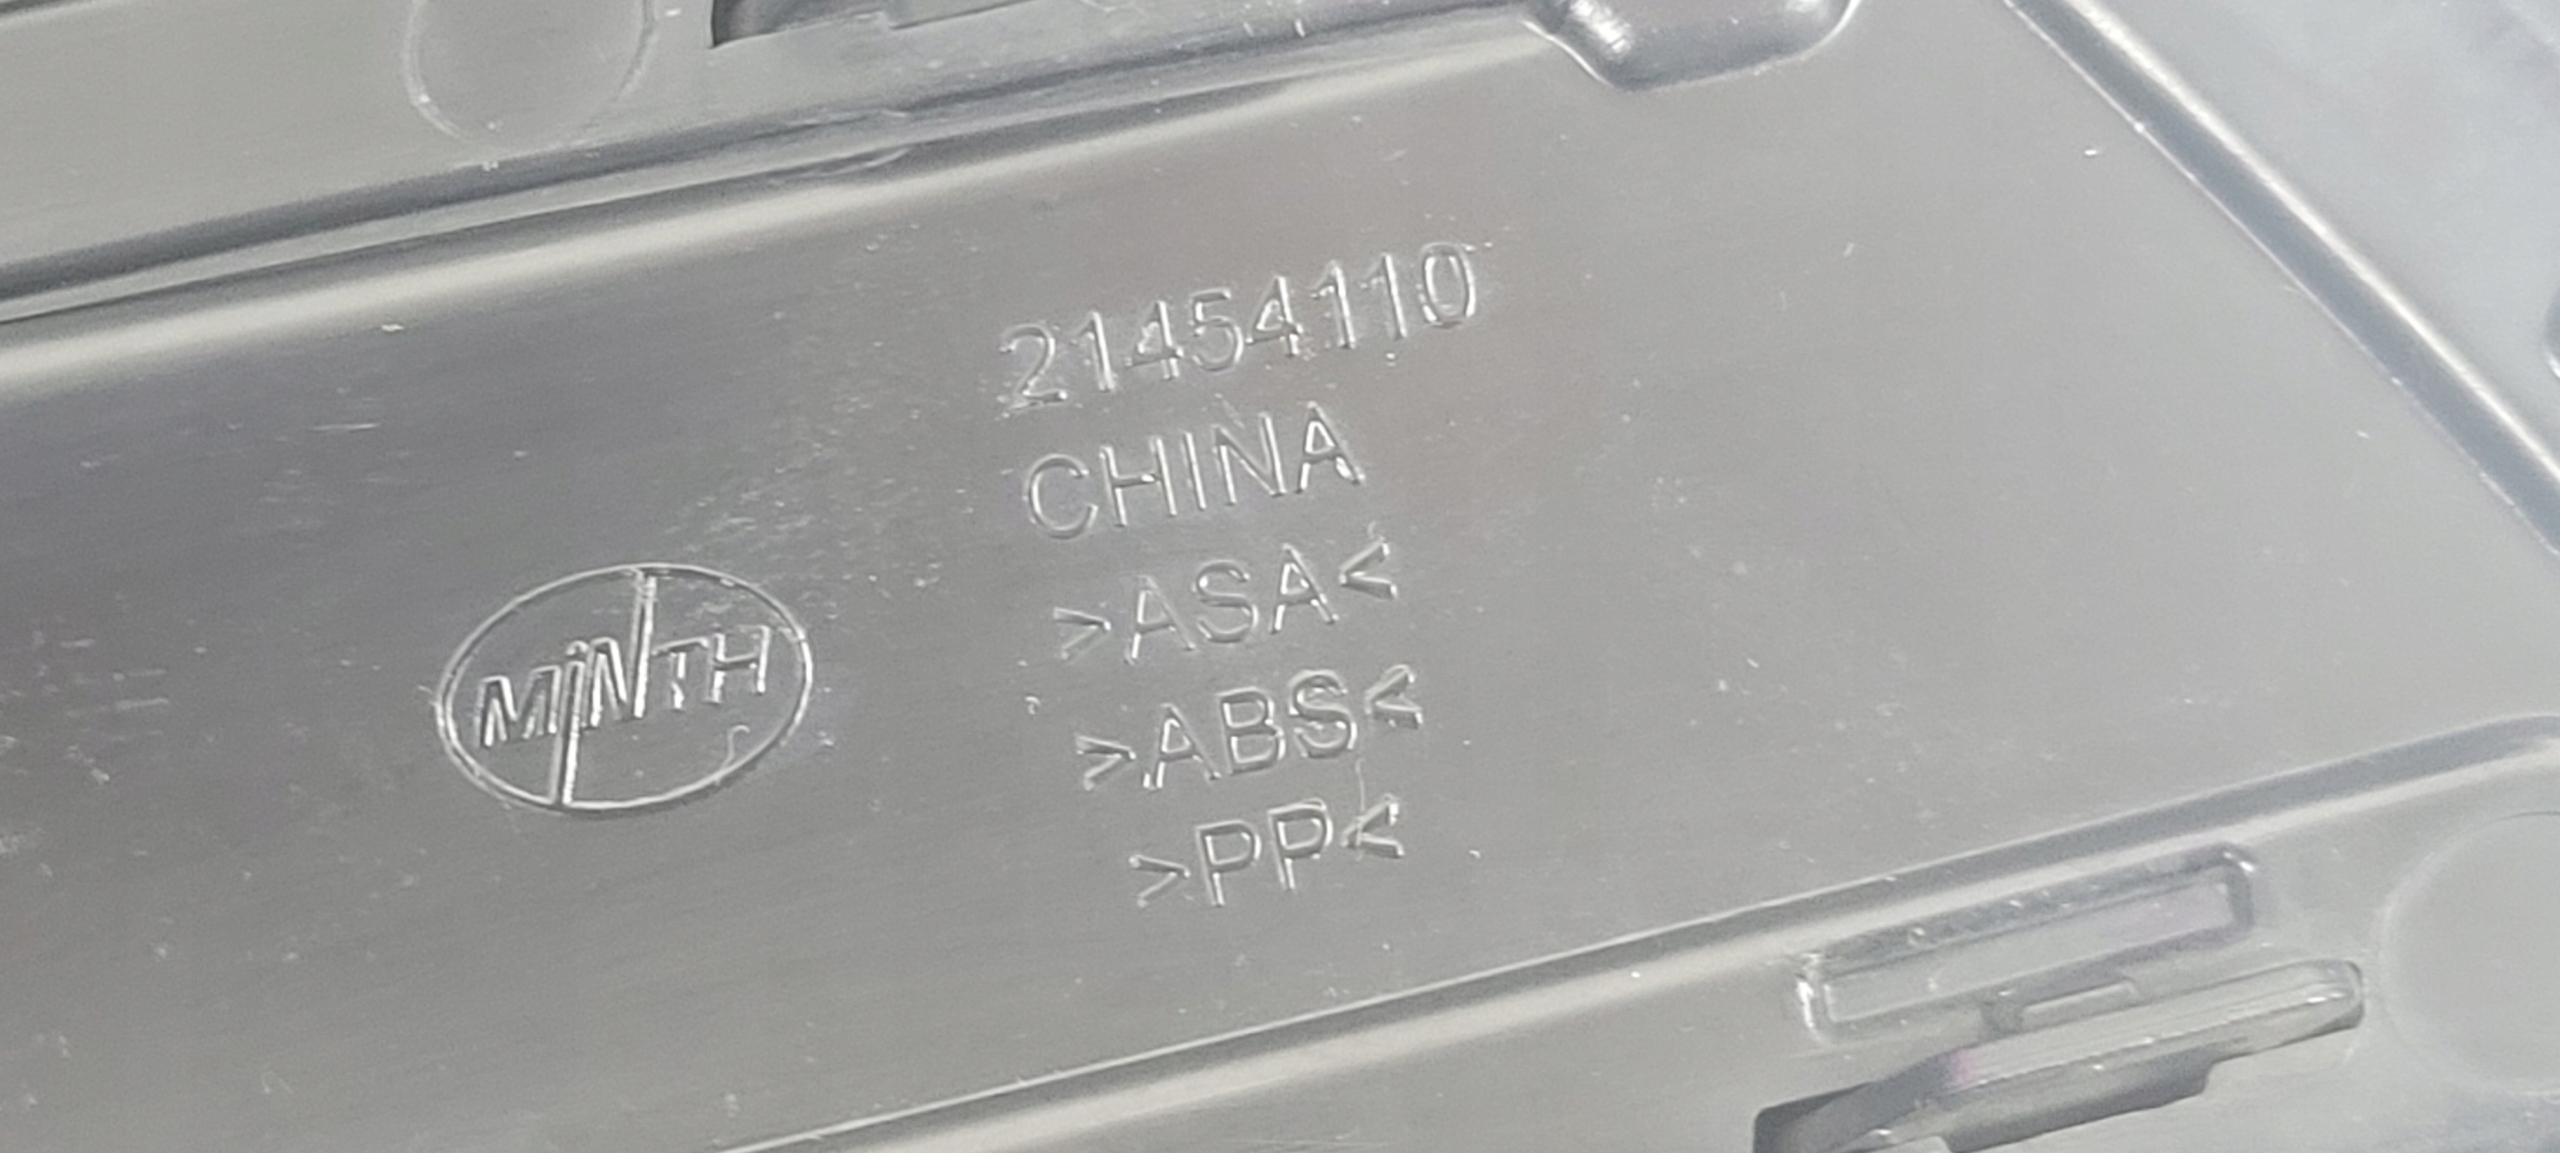 21454110
CHINA
>ASA<
>ABS<
>PP<
MiNTH